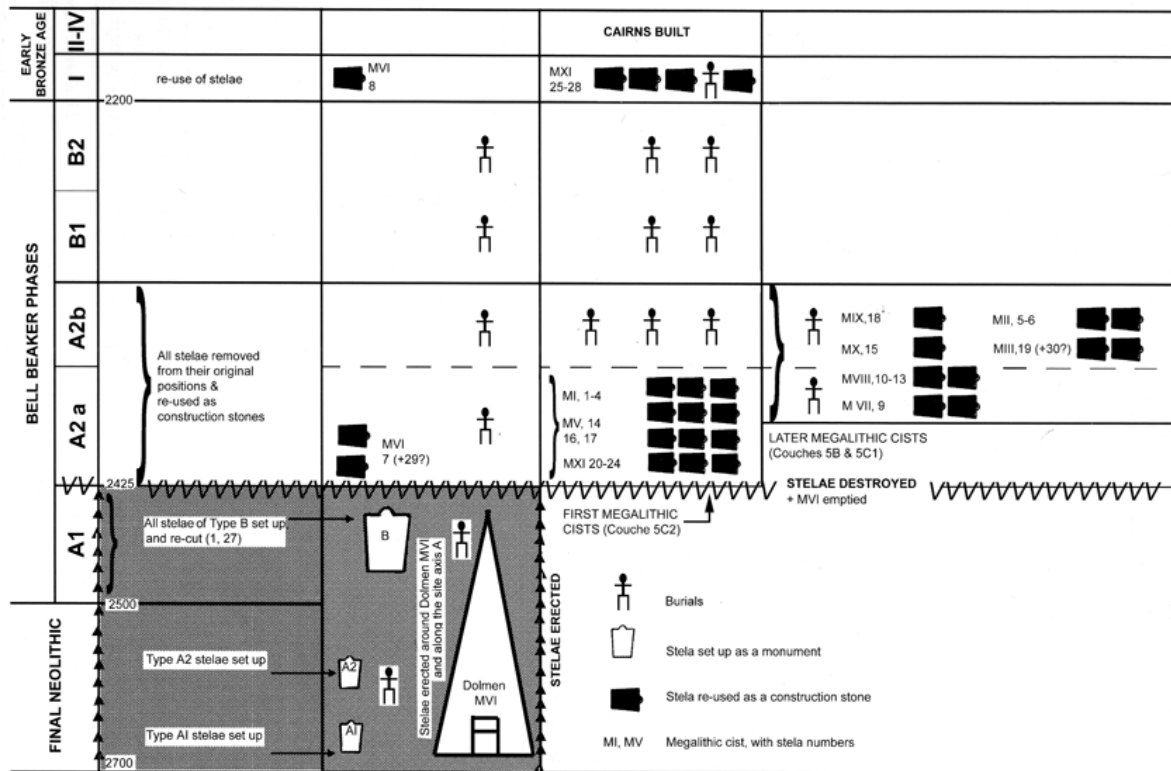 EARLY
BRONZE AGE
II-IV
CAIRNS BUILT
I
re-use of stelae
MVI
8
MXI
25-28
2200
BELL BEAKER PHASES
B2
B1
A2b
All stelae removed
from their original
positions &
re-used as
construction stones
MIX,18
MX,15
MVIII,10-13
M VII, 9
MII, 5-6
MIII,19 (+30?)
A2 a
MVI
7 (+29?)
MI, 1-4
MV, 14
16, 17
MXI 20-24
LATER MEGALITHIC CISTS
(Couches 5B & 5C1)
2425
STELAE DESTROYED
+ MVI emptied
FIRST MEGALITHIC
CISTS (Couche 5C2)
A1
All stelae of Type B set up,
and re-cut (1, 27)
B
Stelae erected around Dolmen MVI
and along the site axis A
STELAE ERECTED
2500
FINAL NEOLITHIC
Type A2 stelae set up
A2
Dolmen
MVI
Type AI stelae set up
AI
2700
Burials
Stela set up as a monument
Stela re-used as a construction stone
MI, MV
Megalithic cist, with stela numbers